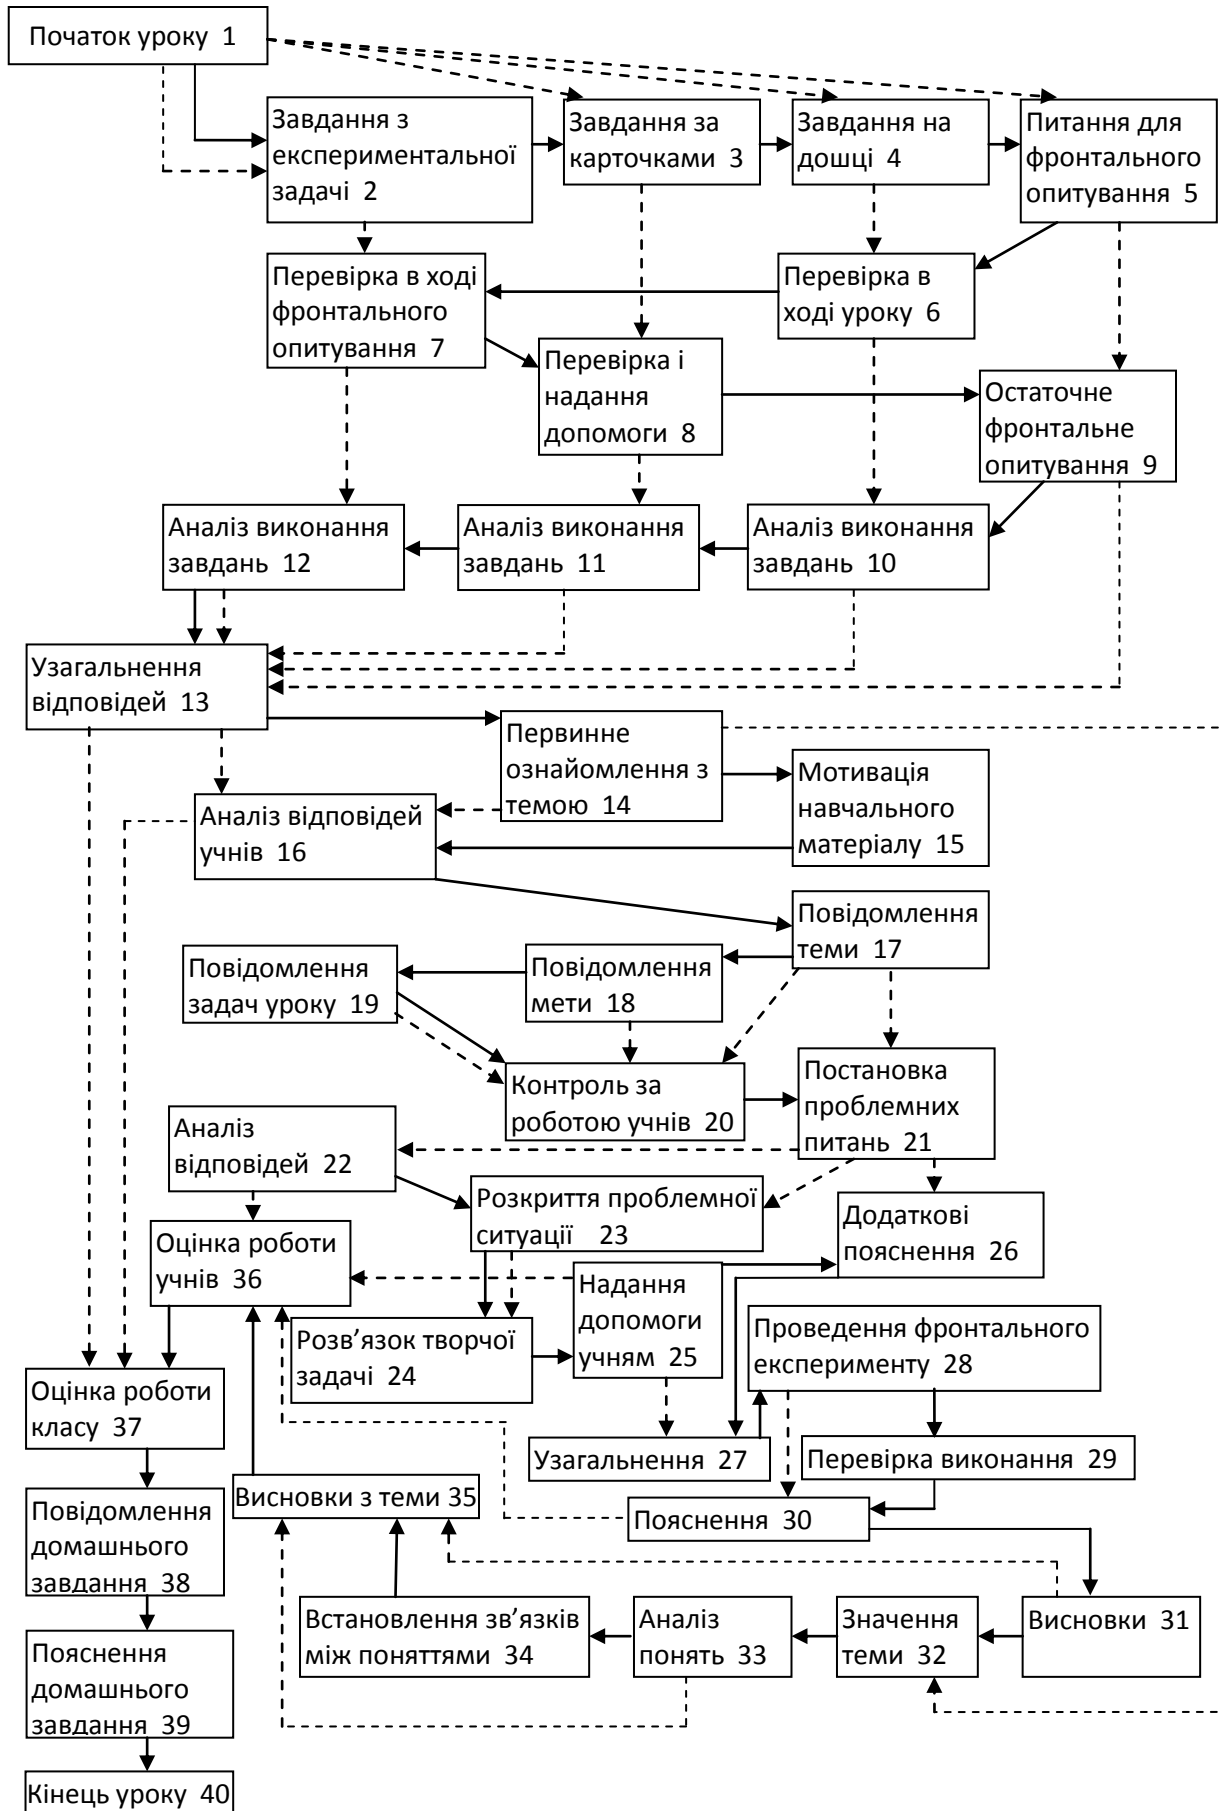 Початок уроку 1
Завдання з
експериментальної
задачі 2
Завдання за
карточками 3
Завдання на
дошці 4
Питання для
фронтального
опитування 5
Перевірка в ході
фронтального
опитування 7
Перевірка в
ході уроку 6
Перевірка і
надання
допомоги 8
Остаточне
фронтальне
опитування 9
Аналіз виконання
завдань 12
Аналіз виконання
завдань 11
Аналіз виконання
завдань 10
Узагальнення
відповідей 13
Первинне
ознайомлення з
темою 14
Мотивація
навчального
матеріалу 15
Аналіз відповідей
учнів 16
Повідомлення
теми 17
Повідомлення
мети 18
Повідомлення
задач уроку 19
Контроль за
роботою учнів 20
Постановка
проблемних
питань 21
Аналіз
відповідей 22
Розкриття проблемної
ситуації 23
Додаткові
пояснення 26
Оцінка роботи
учнів 36
Надання
допомоги
учням 25
Розв’язок творчої
задачі 24
Проведення фронтального
експерименту 28
Оцінка роботи
класу 37
Узагальнення 27
Перевірка виконання 29
Висновки з теми 35
Пояснення 30
Повідомлення
домашнього
завдання 38
Встановлення зв’язків
між поняттями 34
Аналіз
понять 33
Значення
теми 32
Висновки 31
Пояснення
домашнього
завдання 39
Кінець уроку 40